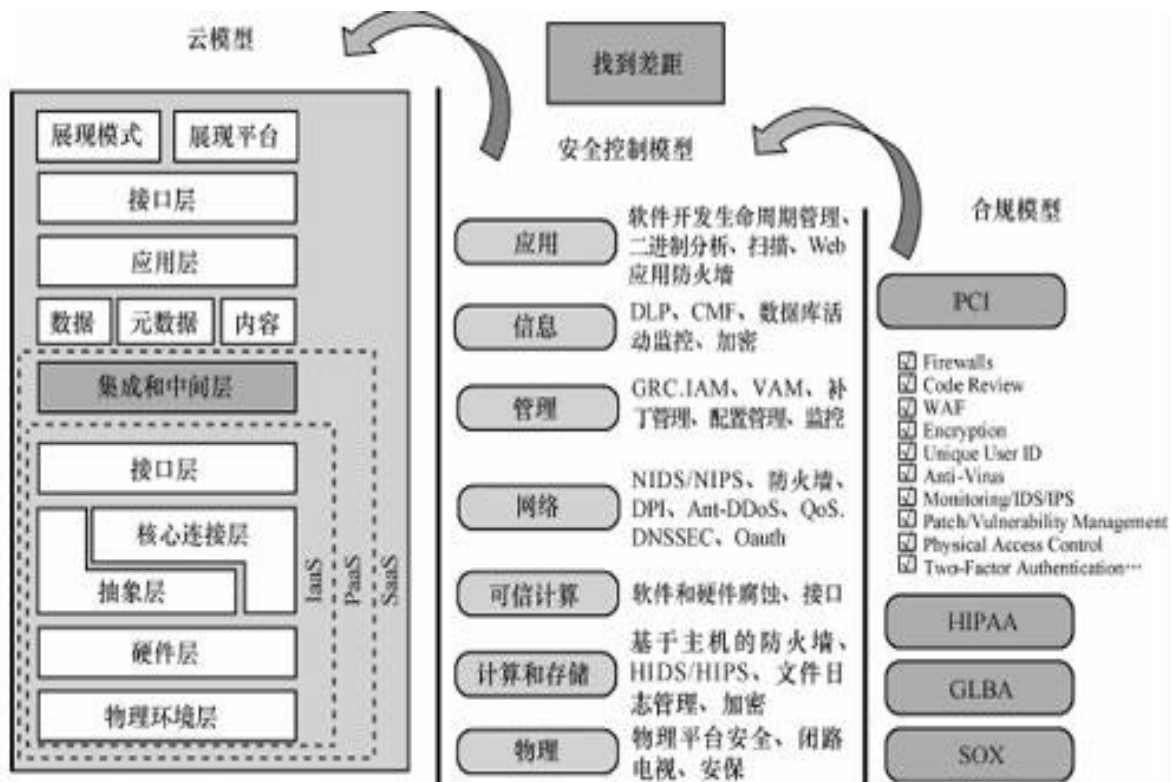 云模型
展现模式
展现平台
接口层
应用层
数据
元数据
内容
集成和中间层
接口层
核心连接层
抽象层
硬件层
物理环境层
IaaS
PaaS
SaaS
找到差距
安全控制模型
应用
软件开发生命周期管理、
二进制分析、扫描、Web
应用防火墙
信息
DLP、CMF、数据库活
动监控、加密
管理
GRC.IAM、VAM、补
丁管理、配置管理、监控
网络
NIDS/NIPS、防火墙、
DPI、Ant-DDoS、QoS.
DNSSEC、Oauth
可信计算
软件和硬件腐蚀、接口
计算和存储
基于主机的防火墙、
HIDS/HIPS、文件日
志管理、加密
物理
物理平台安全、闭路
电视、安保
合规模型
PCI
Firewalls
Code Review
WAF
Encryption
Unique User ID
Anti-Virus
Monitoring/IDS/IPS
Patch/Vulnerability Management
Physical Access Control
Two-Factor Authentication…
HIPAA
GLBA
SOX